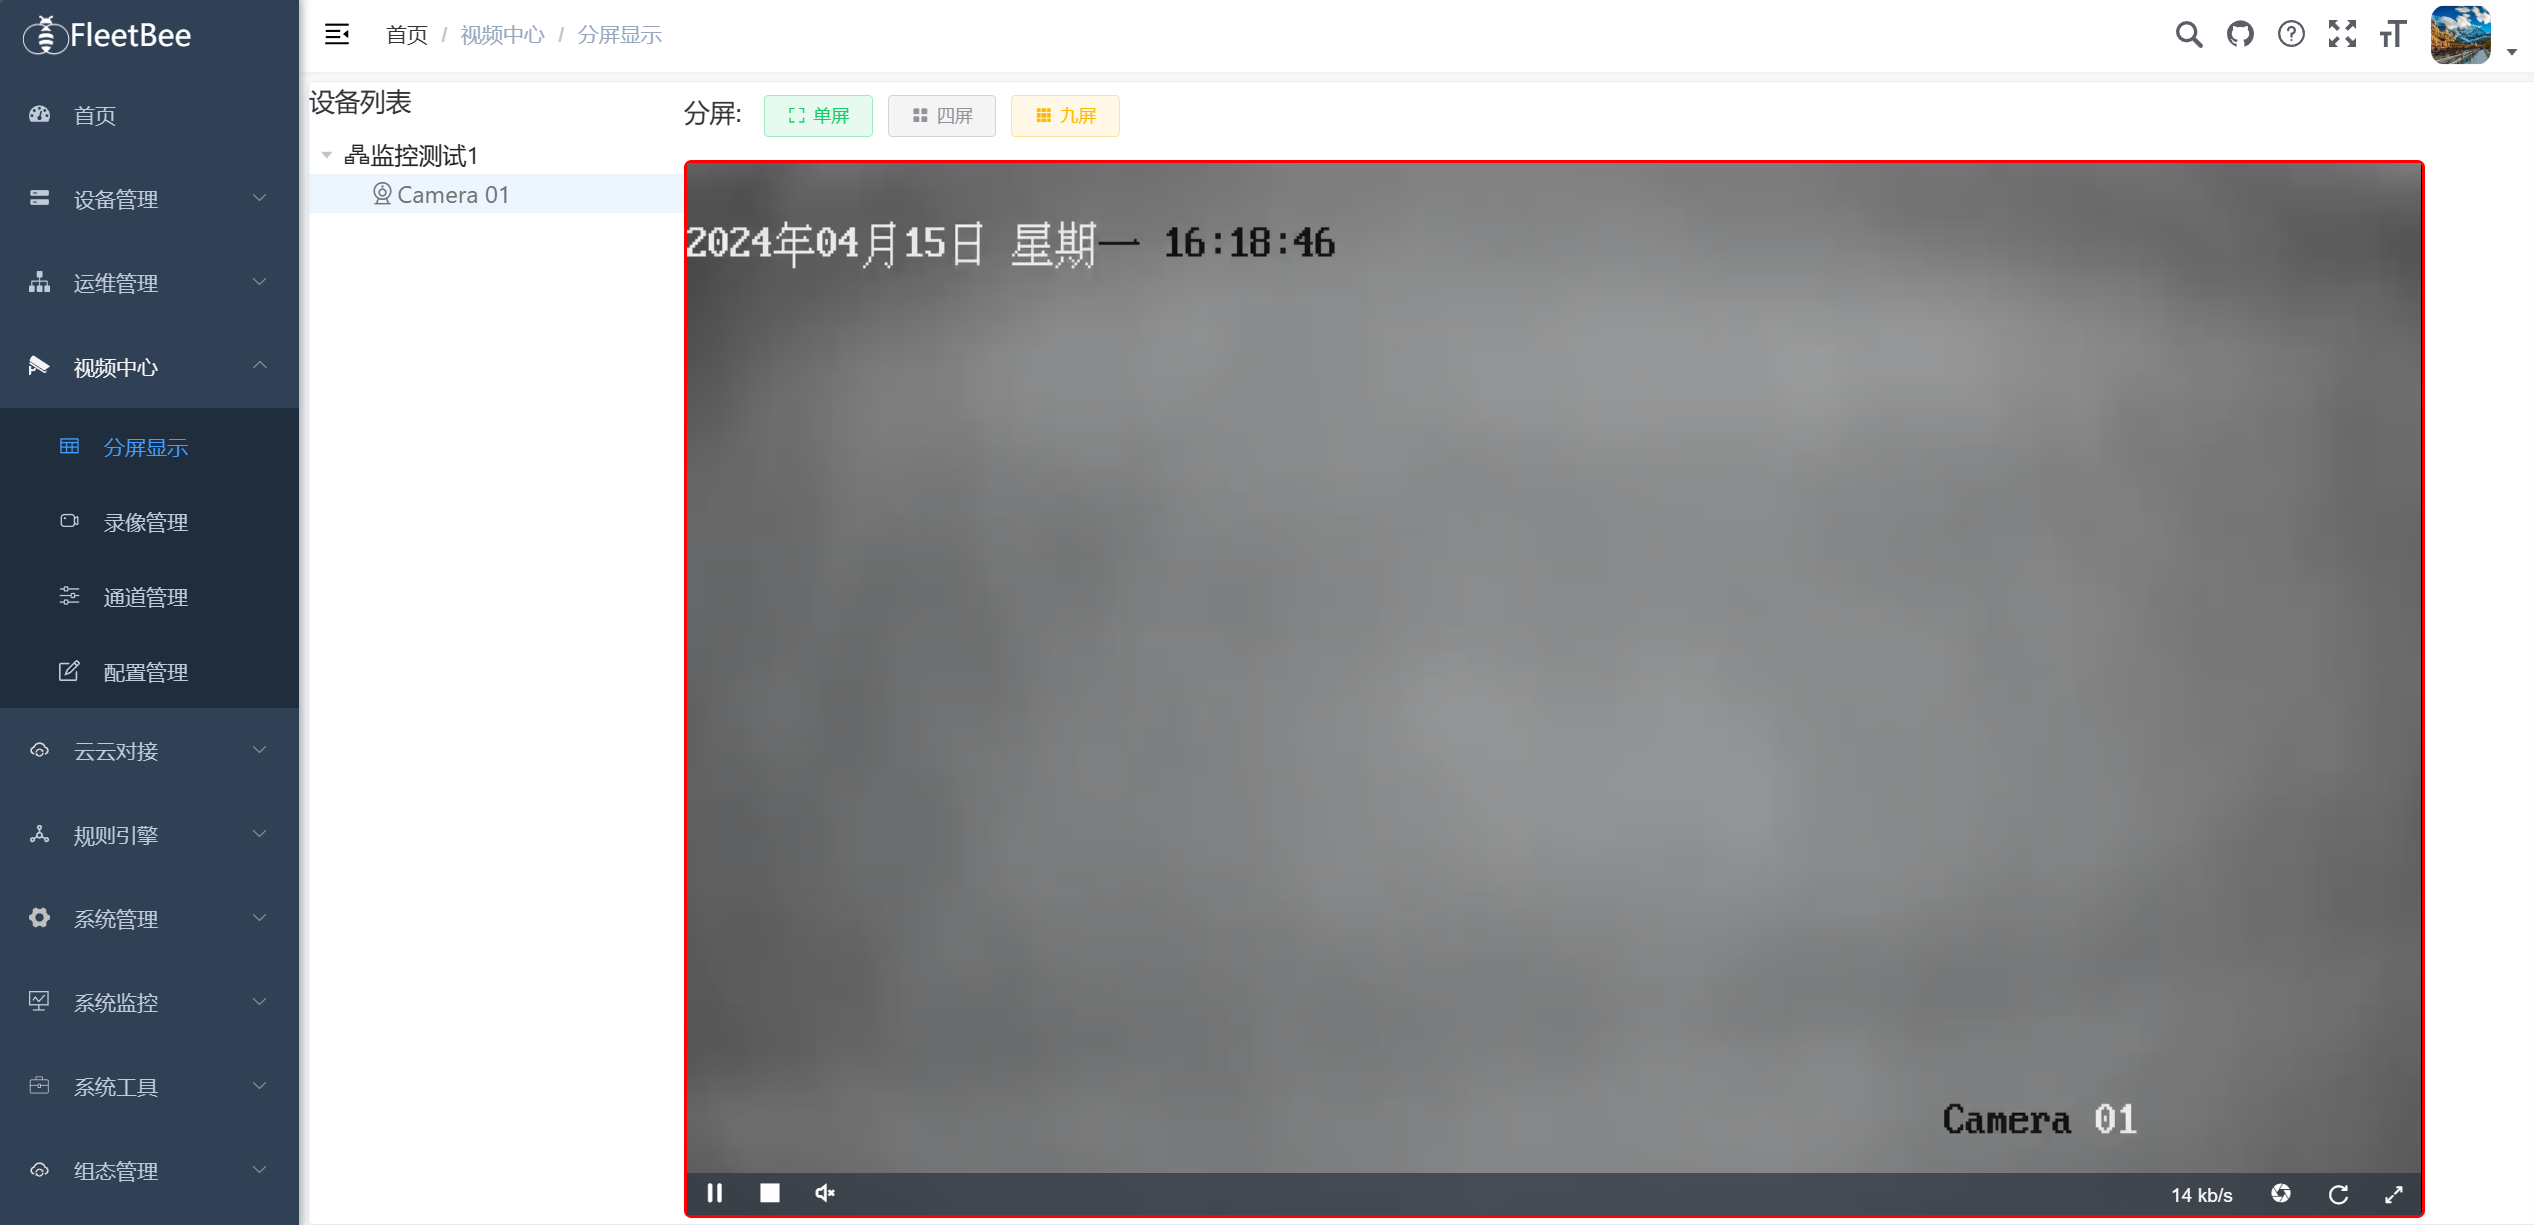 FleetBee
首页
设备管理
运维管理
视频中心
分屏显示
录像管理
通道管理
配置管理
云云对接
规则引擎
系统管理
系统监控
系统工具
组态管理
首页 / 视频中心 / 分屏显示
设备列表
监控测试1
Camera 01
分屏: 单屏 四屏 九屏
2024年04月15日 星期一 16:18:46
Camera 01
14 kb/s